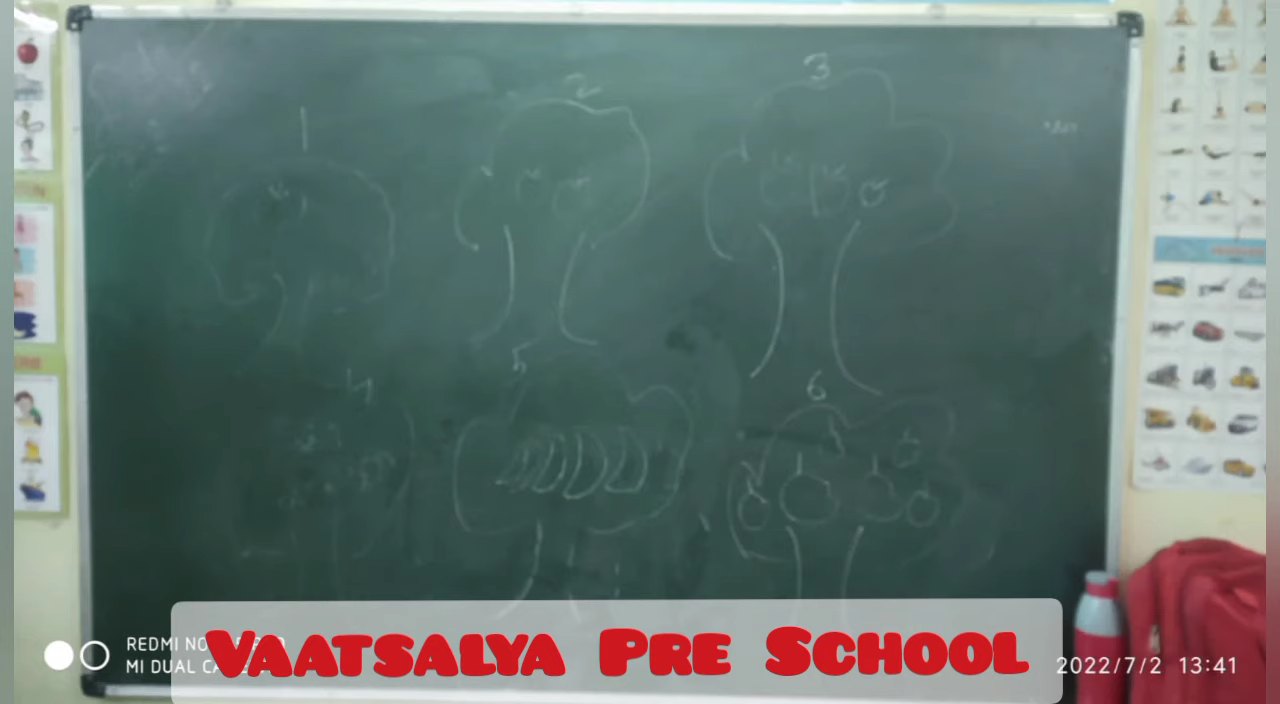 1
2
3
4
5
6
REDMI NO
MI DUAL CA
VAATSALYA PRE SCHOOL
2022/7/2 13:41